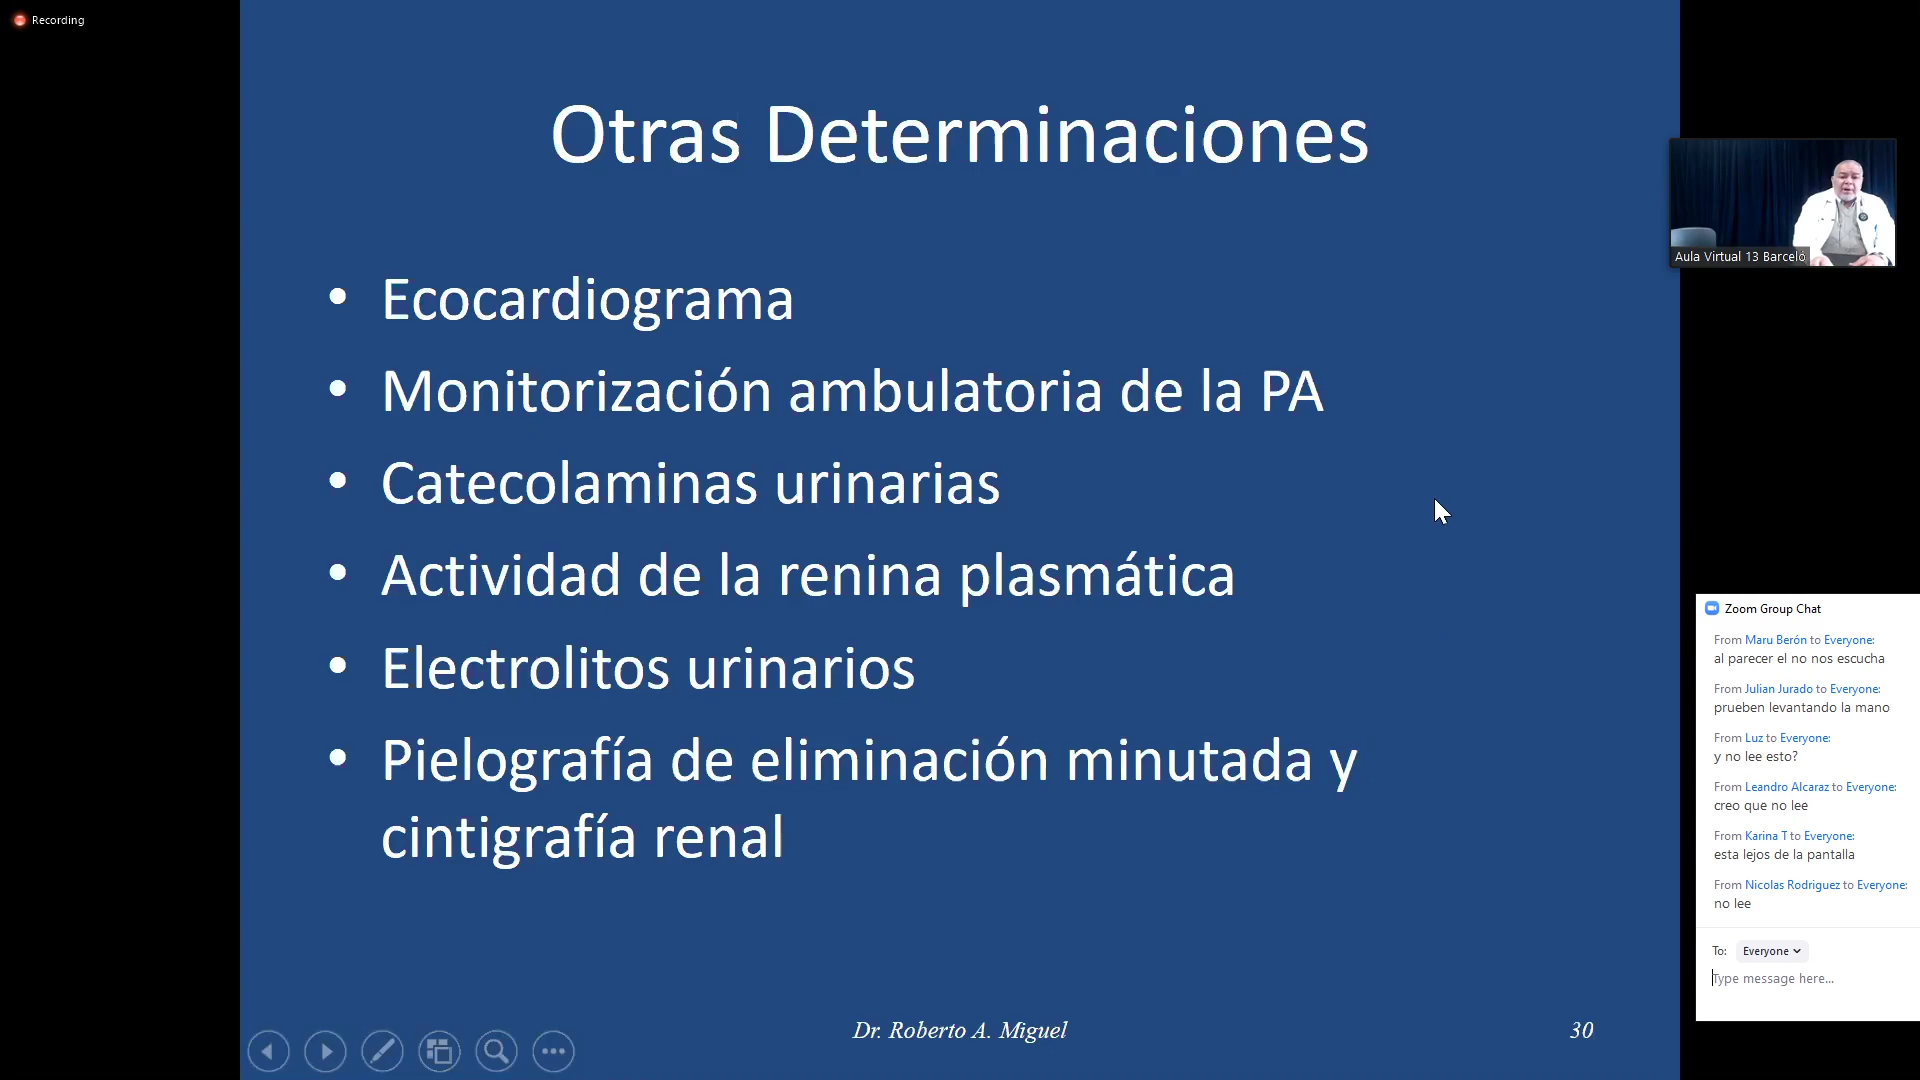 Recording
Otras Determinaciones
• Ecocardiograma
• Monitorización ambulatoria de la PA
• Catecolaminas urinarias
• Actividad de la renina plasmática
• Electrolitos urinarios
• Pielografía de eliminación minutada y
cintigrafía renal
Dr. Roberto A. Miguel
30
Aula Virtual 13 Barceló
Zoom Group Chat
From Maru Berón to Everyone:
al parecer el no nos escucha
From Julian Jurado to Everyone:
prueben levantando la mano
From Luz to Everyone:
y no lee esto?
From Leandro Alcaraz to Everyone:
creo que no lee
From Karina T to Everyone:
esta lejos de la pantalla
From Nicolas Rodriguez to Everyone:
no lee
To: Everyone
Type message here...